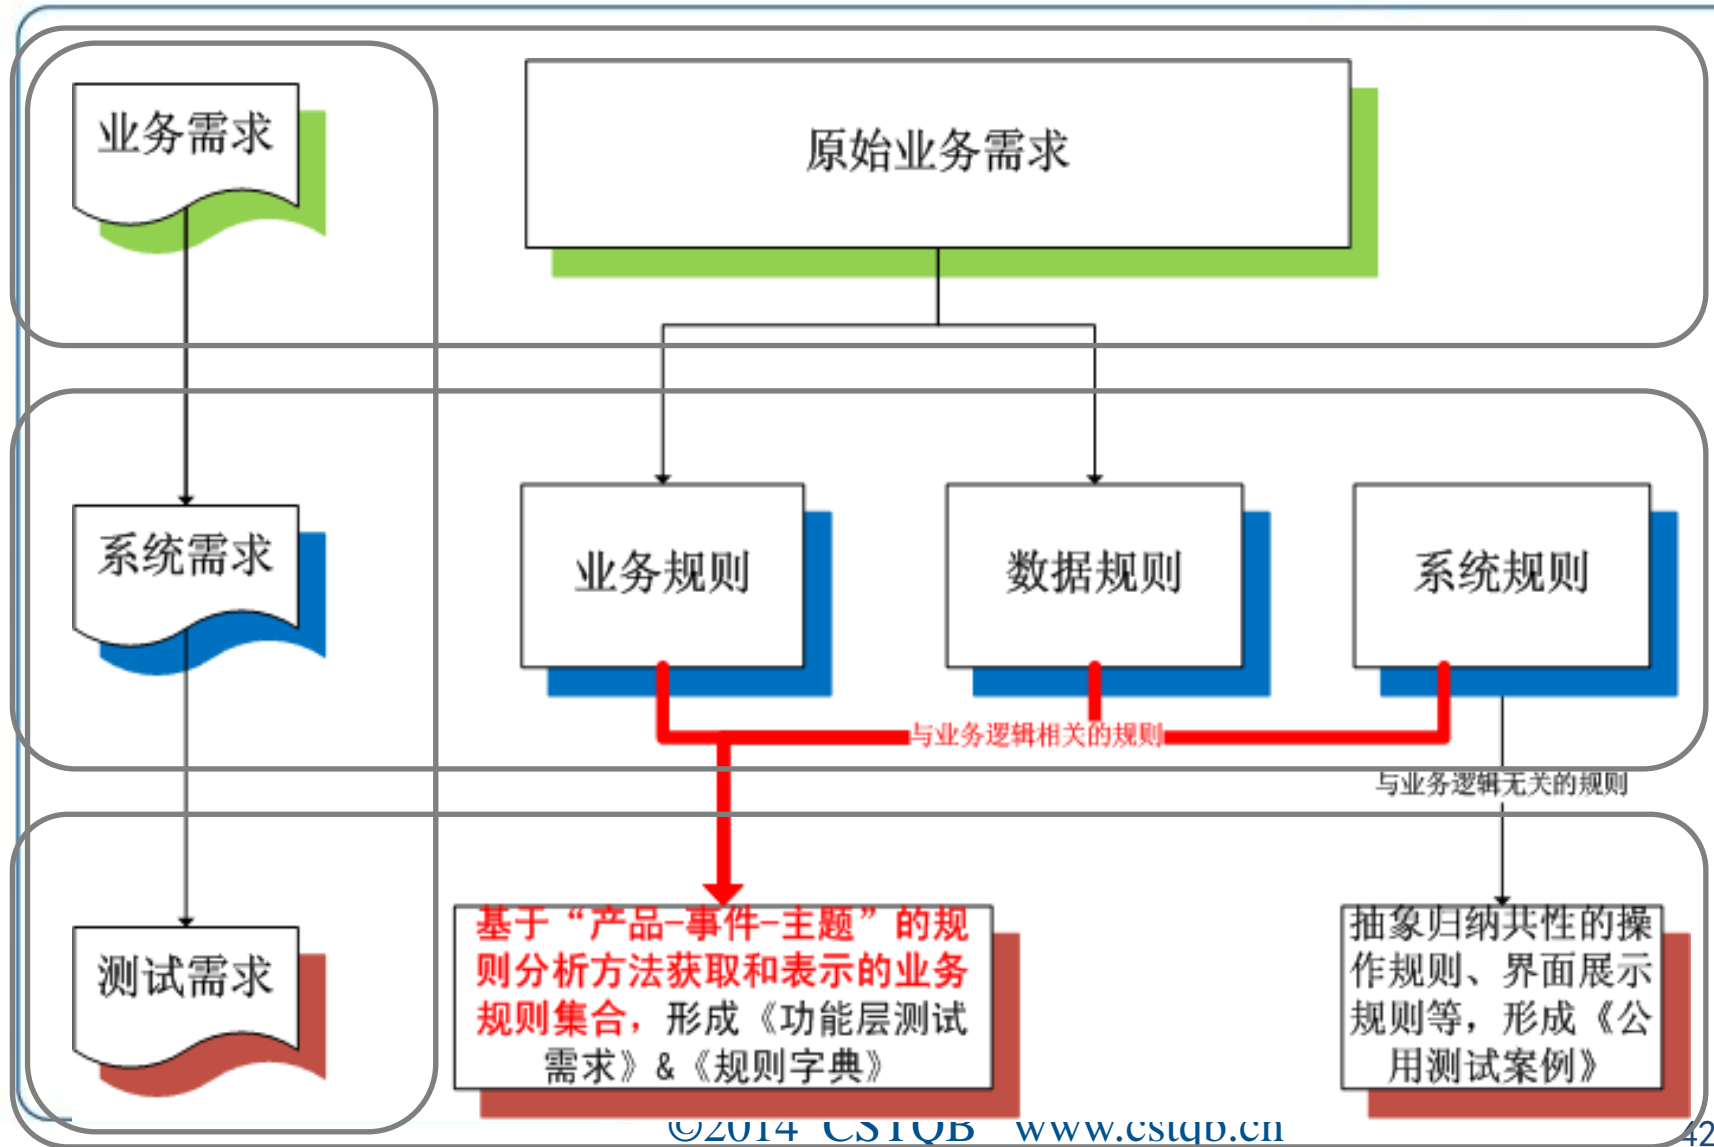 业务需求
原始业务需求
系统需求
业务规则
数据规则
系统规则
与业务逻辑相关的规则
与业务逻辑无关的规则
测试需求
基于“产品-事件-主题”的规
则分析方法获取和表示的业务
规则集合，形成《功能层测试
需求》&《规则字典》
抽象归纳共性的操
作规则、界面展示
规则等，形成《公
用测试案例》
©2014 CSTQB www.cstqb.cn
42